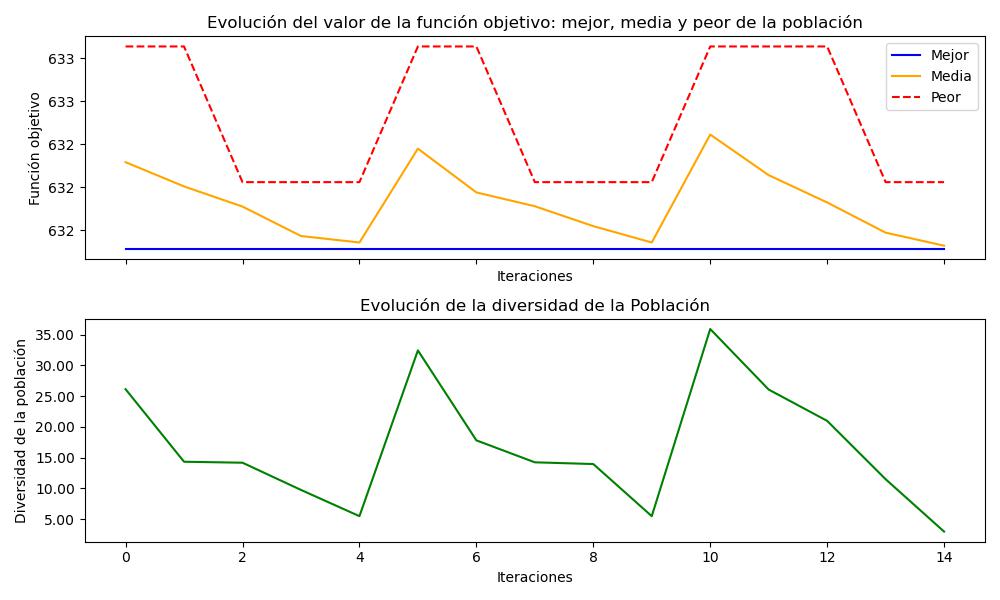 Evolución del valor de la función objetivo: mejor, media y peor de la población
Función objetivo
633
633
632
632
632
Mejor
Media
Peor
Iteraciones
Evolución de la diversidad de la Población
Diversidad de la población
35.00
30.00
25.00
20.00
15.00
10.00
5.00
0 2 4 6 8 10 12 14
Iteraciones